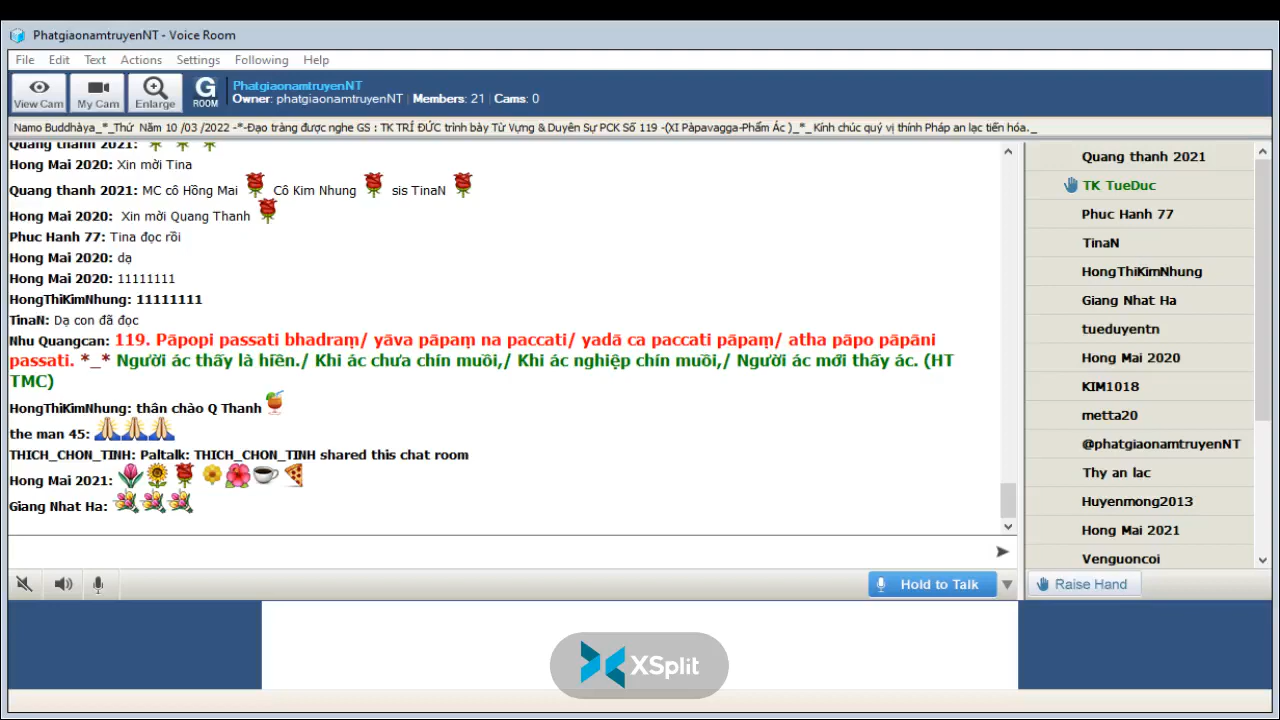 PhatgiaonamtruyenNT - Voice Room
File Edit Text Actions Settings Following Help
View Cam My Cam Enlarge G ROOM
PhatgiaonamtruyenNT
Owner: phatgiaonamtruyenNT | Members: 21 | Cams: 0
Namo Buddhàya_*_Thứ Năm 10 /03 /2022 -*-Đạo tràng được nghe GS : TK TRÍ ĐỨC trình bày Từ Vựng & Duyên Sự PCK Số 119 -(XI Pàpavagga-Phẩm Ác )_*_ Kính chúc quý vị thính Pháp an lạc tiến hóa._
Quang thanh 2021:
Hong Mai 2020: Xin mời Tina
Quang thanh 2021: MC cô Hồng Mai Cô Kim Nhung sis TinaN
Hong Mai 2020: Xin mời Quang Thanh
Phuc Hanh 77: Tina đọc rồi
Hong Mai 2020: dạ
Hong Mai 2020: 11111111
HongThiKimNhung: 11111111
TinaN: Dạ con đã đọc
Nhu Quangcan: 119. Pāpopi passati bhadraṃ/ yāva pāpaṃ na paccati/ yadā ca paccati pāpaṃ/ atha pāpo pāpāni
passati. *_* Người ác thấy là hiền./ Khi ác chưa chín muồi,/ Khi ác nghiệp chín muồi,/ Người ác mới thấy ác. (HT
TMC)
HongThiKimNhung: thân chào Q Thanh
the man 45:
THICH_CHON_TINH: Paltalk: THICH_CHON_TINH shared this chat room
Hong Mai 2021:
Giang Nhat Ha:
Hold to Talk
Quang thanh 2021
TK TueDuc
Phuc Hanh 77
TinaN
HongThiKimNhung
Giang Nhat Ha
tueduyentn
Hong Mai 2020
KIM1018
metta20
@phatgiaonamtruyenNT
Thy an lac
Huyenmong2013
Hong Mai 2021
Venguoncoi
Raise Hand
XSplit